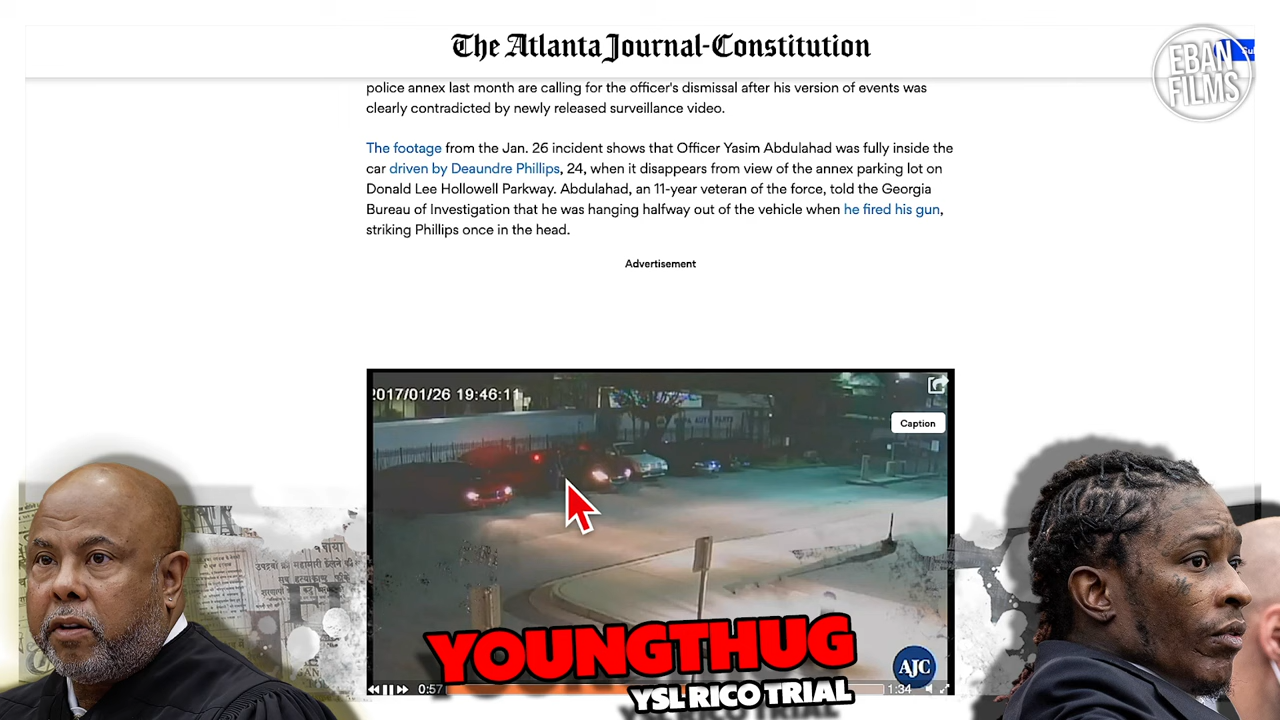 The Atlanta Journal-Constitution
EBAN
FILMS
police annex last month are calling for the officer's dismissal after his version of events was
clearly contradicted by newly released surveillance video.
The footage from the Jan. 26 incident shows that Officer Yasim Abdulahad was fully inside the
car driven by Deaundre Phillips, 24, when it disappears from view of the annex parking lot on
Donald Lee Hollowell Parkway. Abdulahad, an 11-year veteran of the force, told the Georgia
Bureau of Investigation that he was hanging halfway out of the vehicle when he fired his gun,
striking Phillips once in the head.
Advertisement
2017/01/26 19:46:11
Caption
YOUNGTHUG
AJC
0:57
1:34
YSL RICO TRIAL